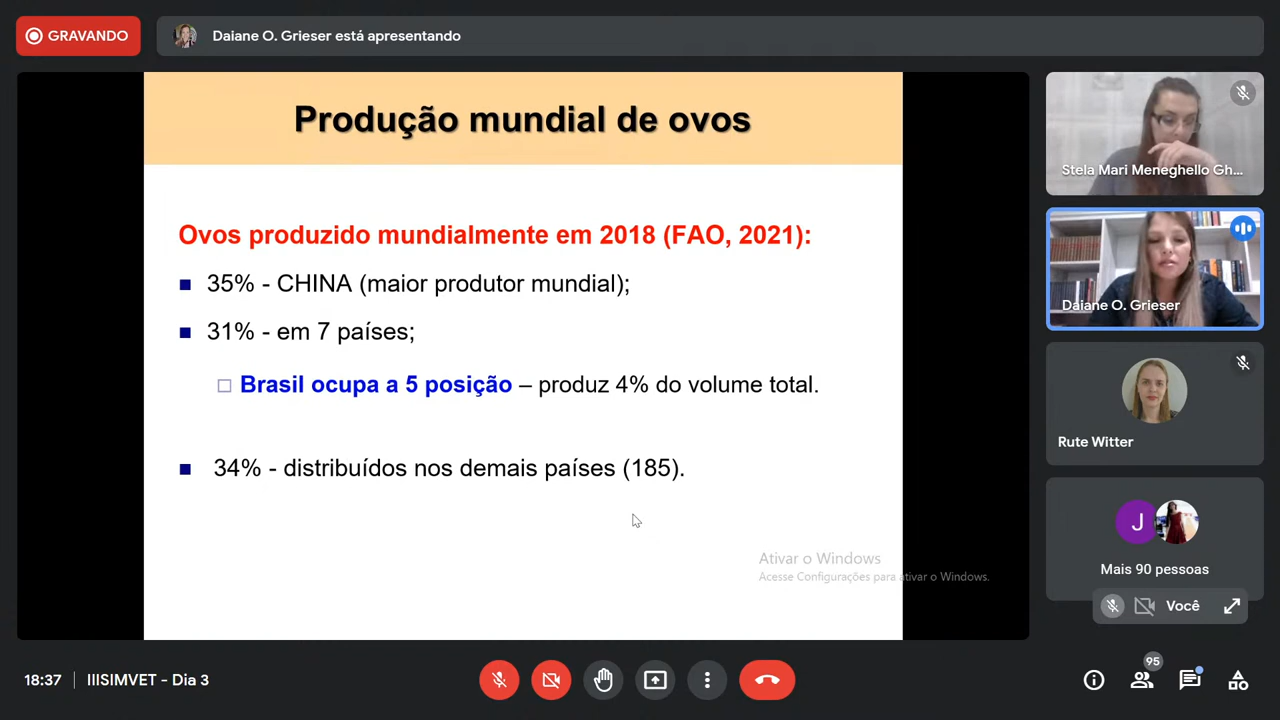 GRAVANDO
Daiane O. Grieser está apresentando
Produção mundial de ovos
Ovos produzido mundialmente em 2018 (FAO, 2021):
35% - CHINA (maior produtor mundial);
31% - em 7 países;
Brasil ocupa a 5 posição – produz 4% do volume total.
34% - distribuídos nos demais países (185).
Ativar o Windows
Acesse Configurações para ativar o Windows.
Stela Mari Meneghello Gh...
Daiane O. Grieser
Rute Witter
J
Mais 90 pessoas
Você
18:37 | IIISIMVET - Dia 3
95